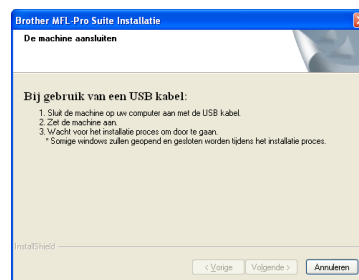 Brother MFL-Pro Suite Installatie
De machine aansluiten
Bij gebruik van een USB kabel:
1. Sluit de machine op uw computer aan met de USB kabel.
2. Zet de machine aan.
3. Wacht voor het installatie proces om door te gaan.
* Somige windows zullen geopend en gesloten worden tijdens het installatie proces.
InstallShield
< Vorige Volgende > Annuleren